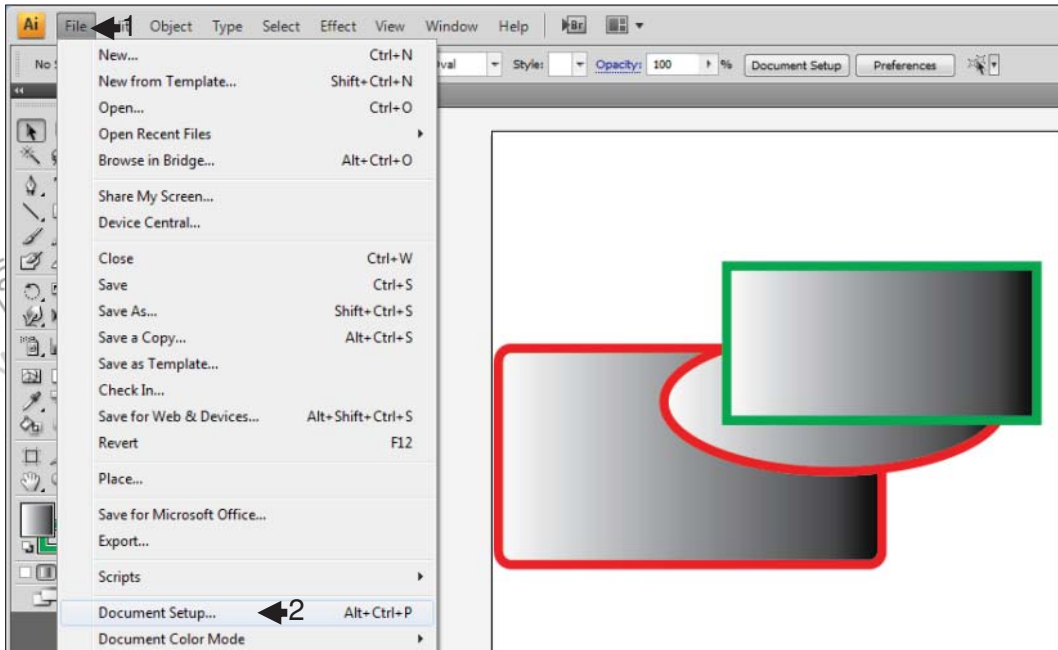 Ai File Object Type Select Effect View Window Help Br
1
No Style: Opacity: 100 % Document Setup Preferences
New... Ctrl+N
New from Template... Shift+Ctrl+N
Open... Ctrl+O
Open Recent Files
Browse in Bridge... Alt+Ctrl+O
Share My Screen...
Device Central...
Close Ctrl+W
Save Ctrl+S
Save As... Shift+Ctrl+S
Save a Copy... Alt+Ctrl+S
Save as Template...
Check In...
Save for Web & Devices... Alt+Shift+Ctrl+S
Revert F12
Place...
Save for Microsoft Office...
Export...
Scripts
Document Setup... 2 Alt+Ctrl+P
Document Color Mode